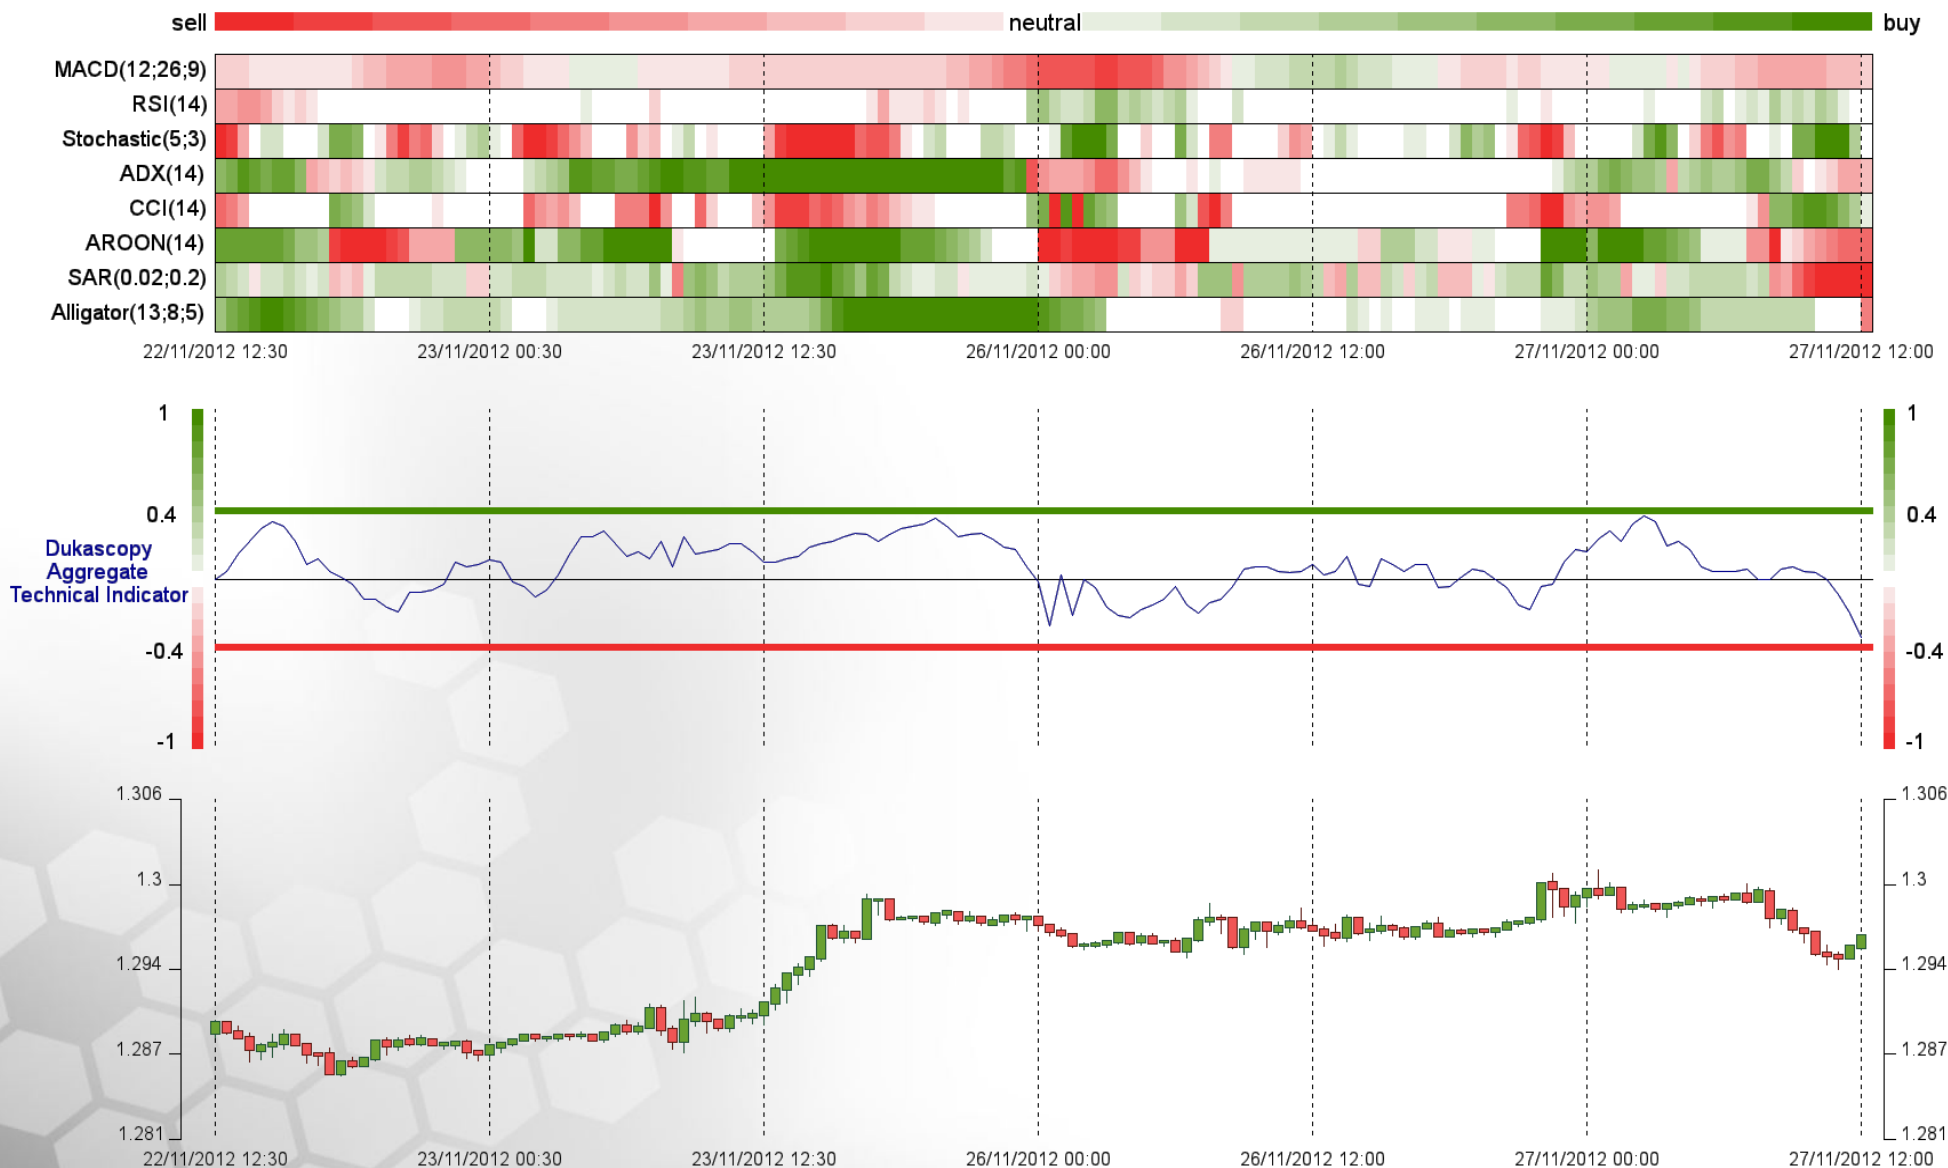 sell neutral buy
MACD(12;26;9)
RSI(14)
Stochastic(5;3)
ADX(14)
CCI(14)
AROON(14)
SAR(0.02;0.2)
Alligator(13;8;5)
22/11/2012 12:30 23/11/2012 00:30 23/11/2012 12:30 26/11/2012 00:00 26/11/2012 12:00 27/11/2012 00:00 27/11/2012 12:00
1 1
0.4 0.4
Dukascopy
Aggregate
Technical Indicator
-0.4 -0.4
-1 -1
1.306 1.306
1.3 1.3
1.294 1.294
1.287 1.287
1.281 1.281
22/11/2012 12:30 23/11/2012 00:30 23/11/2012 12:30 26/11/2012 00:00 26/11/2012 12:00 27/11/2012 00:00 27/11/2012 12:00